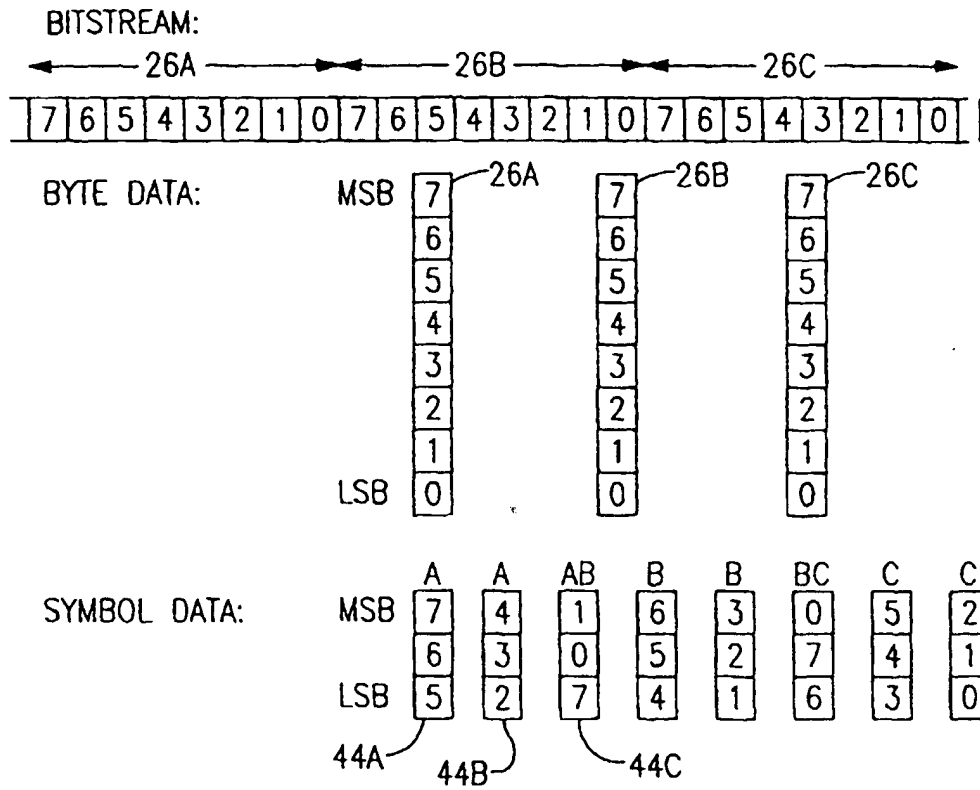 BITSTREAM:
26A 26B 26C
7 6 5 4 3 2 1 0 7 6 5 4 3 2 1 0 7 6 5 4 3 2 1 0
BYTE DATA: MSB 7 26A 7 26B 7 26C
6 6 6
5 5 5
4 4 4
3 3 3
2 2 2
1 1 1
LSB 0 0 0
A A AB B B BC C C
SYMBOL DATA: MSB 7 4 1 6 3 0 5 2
6 3 0 5 2 7 4 1
LSB 5 2 7 4 1 6 3 0
44A 44B 44C